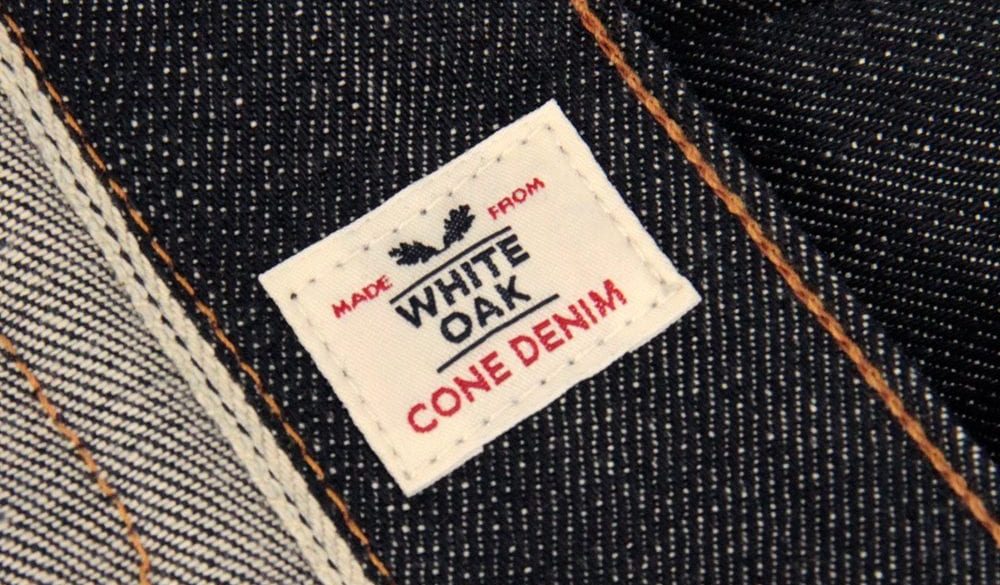 MADE FROM
WHITE
OAK
CONE DENIM